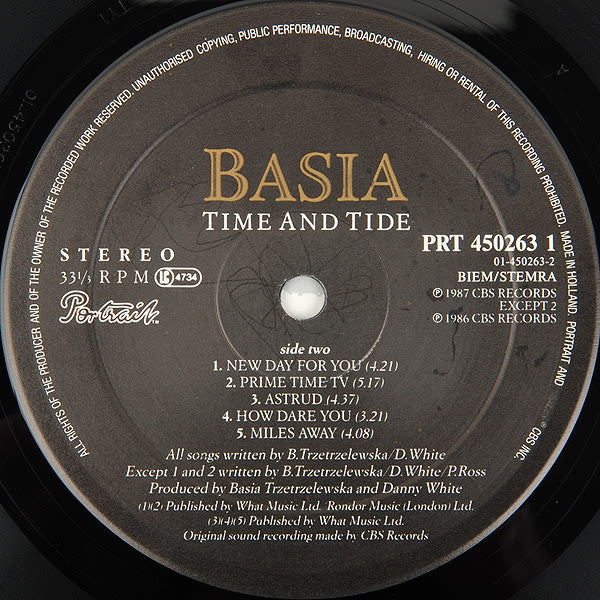 ALL RIGHTS OF THE PRODUCER AND OF THE OWNER OF THE RECORDED WORK RESERVED. UNAUTHORISED COPYING, PUBLIC PERFORMANCE, BROADCASTING, HIRING OR RENTAL OF THIS RECORDING PROHIBITED. MADE IN HOLLAND. PORTRAIT AND CBS INC.
BASIA
TIME AND TIDE
STEREO
33⅓ RPM
4734
Portrait
PRT 450263 1
01-450263-2
BIEM/STEMRA
℗ 1987 CBS RECORDS
EXCEPT 2
℗ 1986 CBS RECORDS
side two
1. NEW DAY FOR YOU (4.21)
2. PRIME TIME TV (5.17)
3. ASTRUD (4.37)
4. HOW DARE YOU (3.21)
5. MILES AWAY (4.08)
All songs written by B.Trzetrzelewska/D.White
Except 1 and 2 written by B.Trzetrzelewska/D.White/P.Ross
Produced by Basia Trzetrzelewska and Danny White
(1)(2) Published by What Music Ltd. Rondor Music (London) Ltd.
(3)(4)(5) Published by What Music Ltd.
Original sound recording made by CBS Records